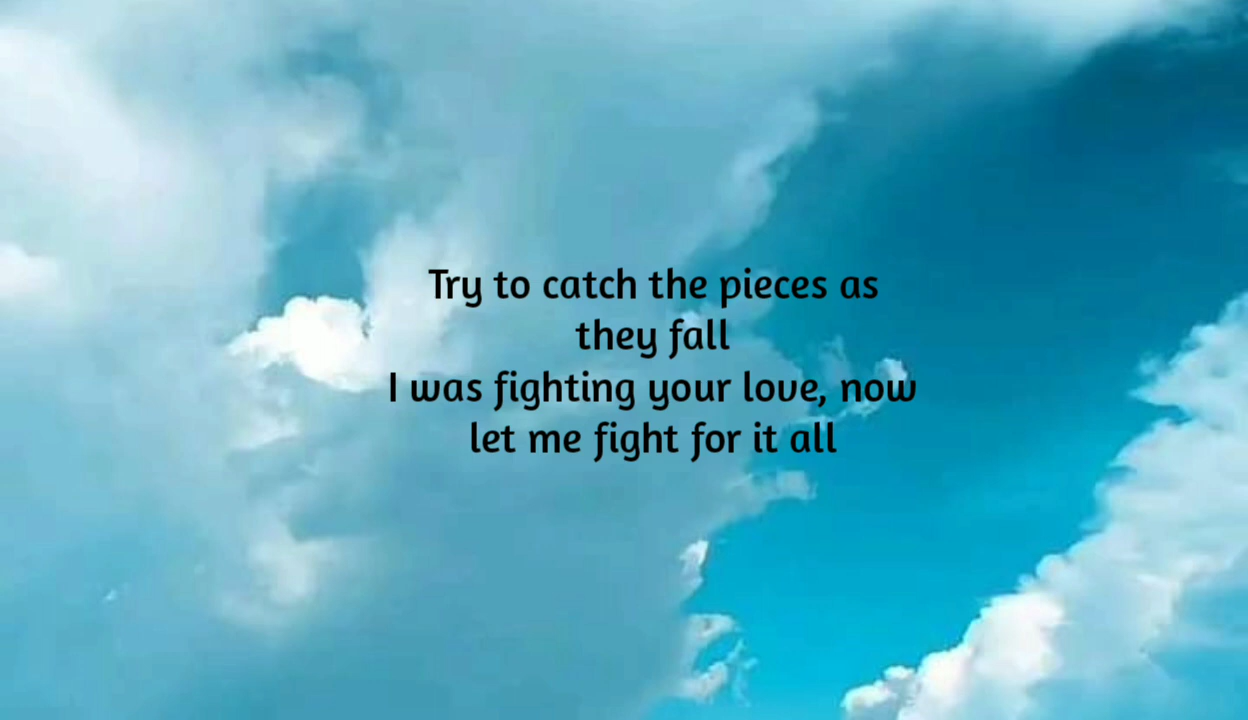 Try to catch the pieces as
they fall
I was fighting your love, now
let me fight for it all